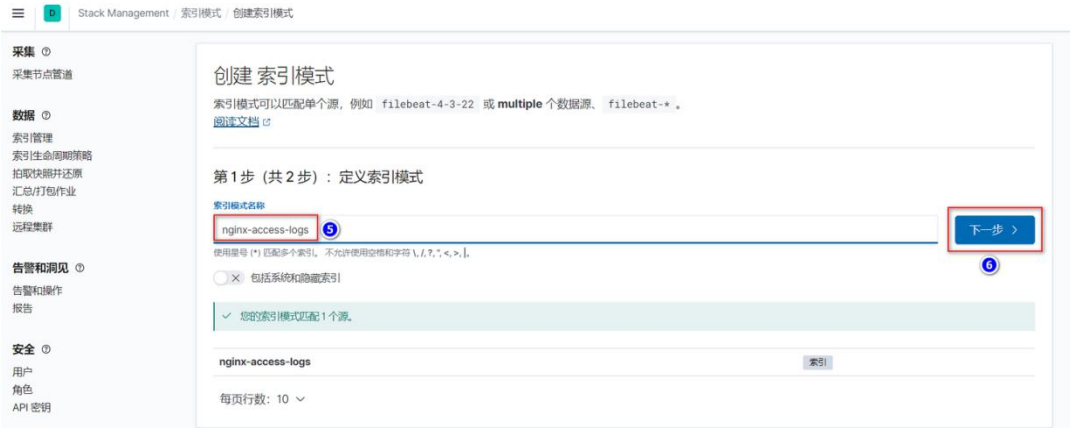 D Stack Management / 索引模式 / 创建索引模式
采集
采集节点管道
数据
索引管理
索引生命周期策略
拍取快照并还原
汇总/打包作业
转换
远程集群
告警和洞见
告警和操作
报告
安全
用户
角色
API 密钥
创建 索引模式
索引模式可以匹配单个源，例如 filebeat-4-3-22 或 multiple 个数据源、 filebeat-* 。
阅读文档
第 1 步（共 2 步）: 定义索引模式
索引模式名称
nginx-access-logs 5
下一步 >
6
使用星号 (*) 匹配多个索引。 不允许使用空格和字符 \, /, ?, ", <, >, |。
包括系统和隐藏索引
✓ 您的索引模式匹配 1 个源。
nginx-access-logs 索引
每页行数: 10